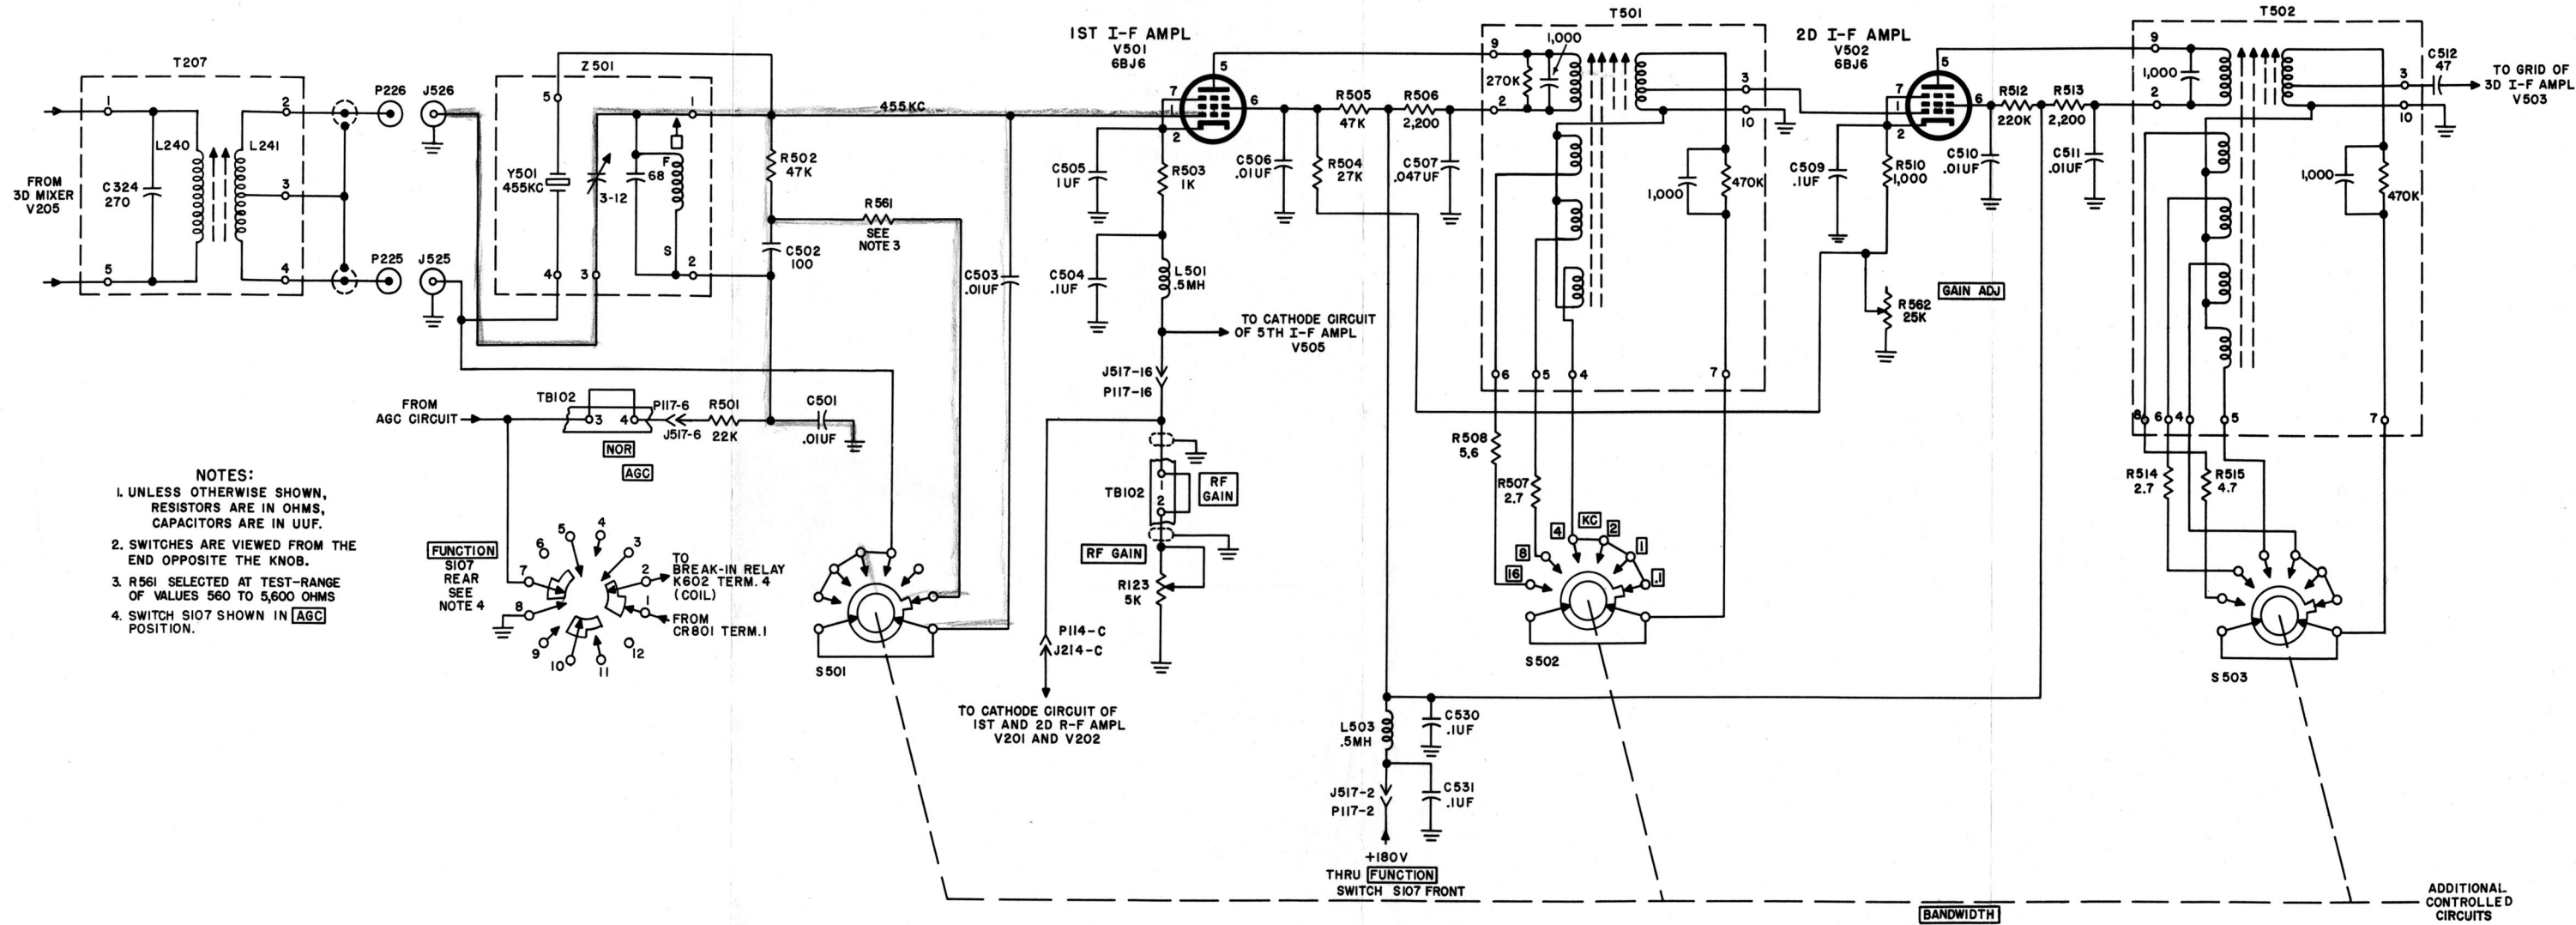 T207
1
2
3
4
5
L240
L241
C324
270
FROM
3D MIXER
V205
P226
J526
P225
J525
Z501
5
1
4
3
2
Y501
455KC
3-12
68
F
S
R502
47K
R561
SEE
NOTE 3
C502
100
455KC
C503
.01UF
FROM
AGC CIRCUIT
TB102
3
4
P117-6
J517-6
R501
22K
C501
.01UF
NOR
AGC
NOTES:
1. UNLESS OTHERWISE SHOWN,
RESISTORS ARE IN OHMS,
CAPACITORS ARE IN UUF.
2. SWITCHES ARE VIEWED FROM THE
END OPPOSITE THE KNOB.
3. R561 SELECTED AT TEST-RANGE
OF VALUES 560 TO 5,600 OHMS
4. SWITCH S107 SHOWN IN AGC
POSITION.
FUNCTION
S107
REAR
SEE
NOTE 4
1
2
3
4
5
6
7
8
9
10
11
12
TO
BREAK-IN RELAY
K602 TERM. 4
(COIL)
FROM
CR801 TERM. 1
S501
1ST I-F AMPL
V501
6BJ6
5
7
1
2
6
C505
1UF
R503
1K
C504
.1UF
L501
.5MH
TO CATHODE CIRCUIT
OF 5TH I-F AMPL
V505
J517-16
P117-16
TB102
1
2
RF
GAIN
RF GAIN
R123
5K
P114-C
J214-C
TO CATHODE CIRCUIT OF
1ST AND 2D R-F AMPL
V201 AND V202
R505
47K
R506
2,200
C506
.01UF
R504
27K
C507
.047UF
T501
9
2
270K
1,000
3
10
1,000
470K
6
5
4
7
R508
5.6
R507
2.7
KC
16
8
4
2
1
.1
S502
L503
.5MH
C530
.1UF
J517-2
P117-2
C531
.1UF
+180V
THRU FUNCTION
SWITCH S107 FRONT
2D I-F AMPL
V502
6BJ6
5
7
1
2
6
C509
.1UF
R510
1,000
GAIN ADJ
R562
25K
R512
220K
R513
2,200
C510
.01UF
C511
.01UF
T502
9
2
1,000
3
10
1,000
470K
8
6
4
5
7
C512
47
TO GRID OF
3D I-F AMPL
V503
R514
2.7
R515
4.7
S503
BANDWIDTH
ADDITIONAL
CONTROLLED
CIRCUITS